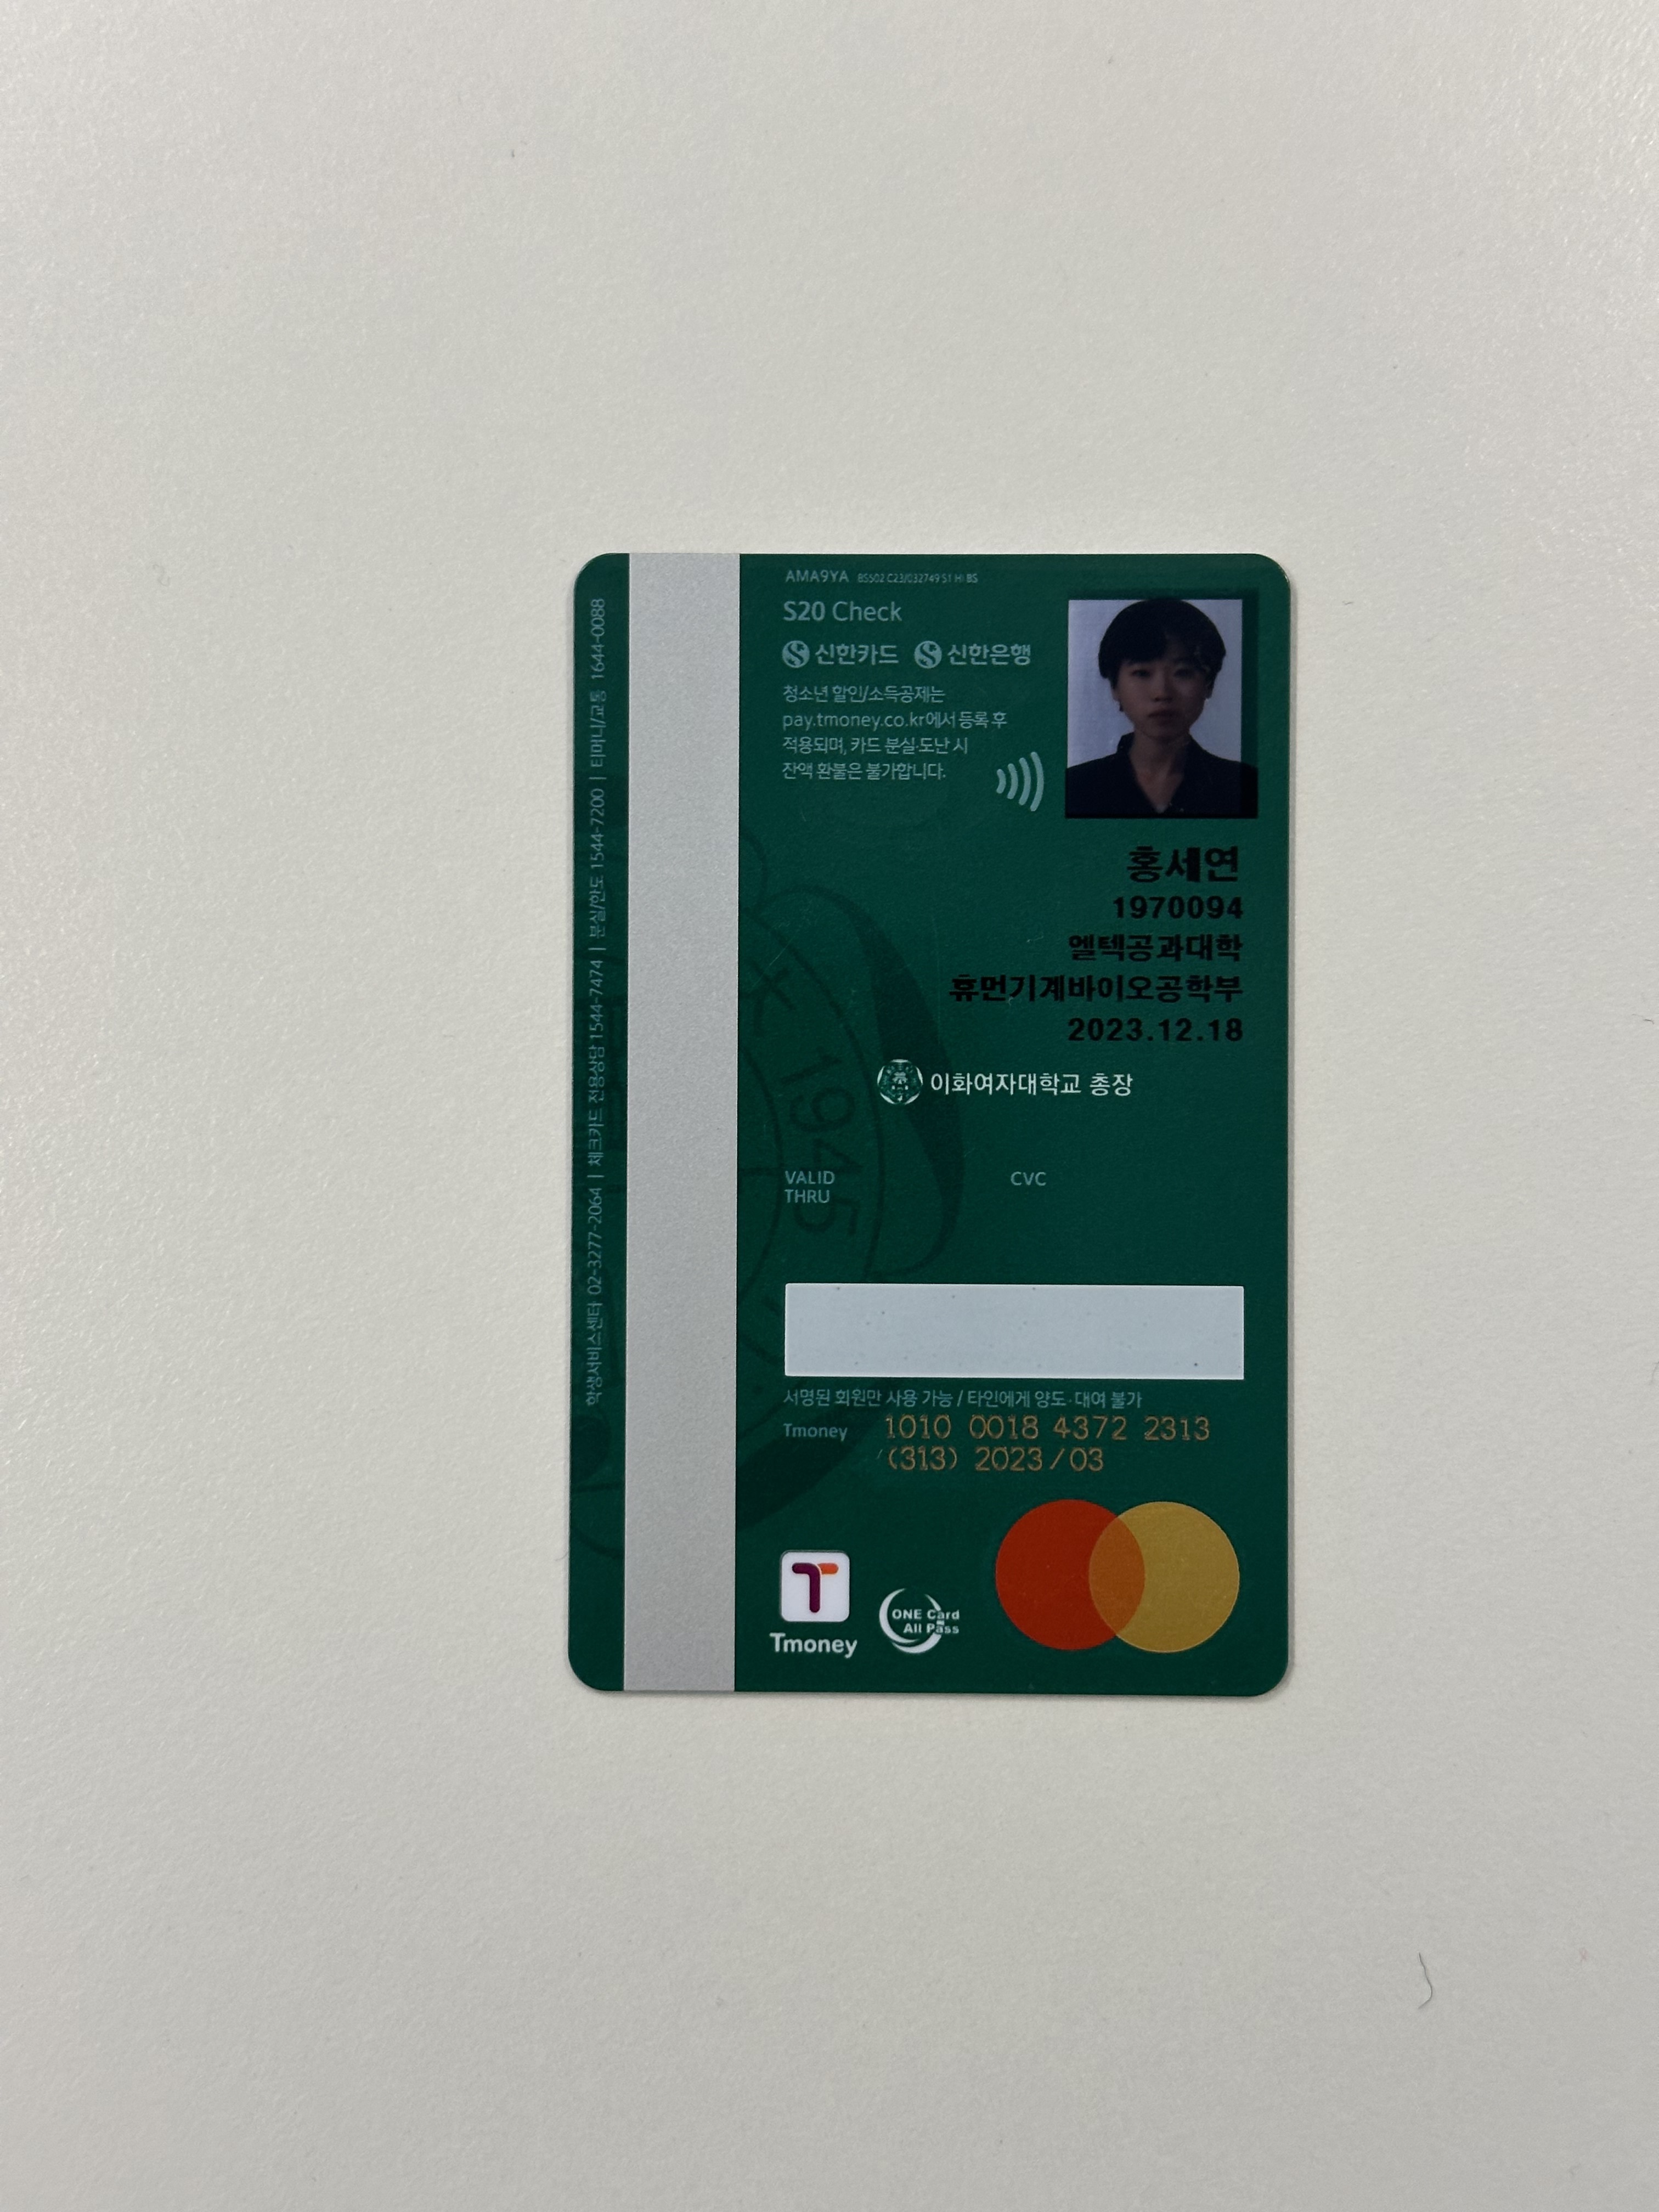 AMA9YA BSS02 C23/032749 S1 Hi BS
S20 Check
신한카드 신한은행
청소년 할인/소득공제는
pay.tmoney.co.kr에서 등록 후
적용되며, 카드 분실·도난 시
잔액 환불은 불가합니다.
홍세연
1970094
엘텍공과대학
휴먼기계바이오공학부
2023.12.18
이화여자대학교 총장
大 1945
VALID
THRU
CVC
서명된 회원만 사용 가능 / 타인에게 양도·대여 불가
Tmoney 1010 0018 4372 2313
(313) 2023/03
Tmoney
ONE Card
All Pass
학생서비스센터 02-3277-2064 | 체크카드 전용상담 1544-7474 | 분실/한도 1544-7200 | 티머니/교통 1644-0088